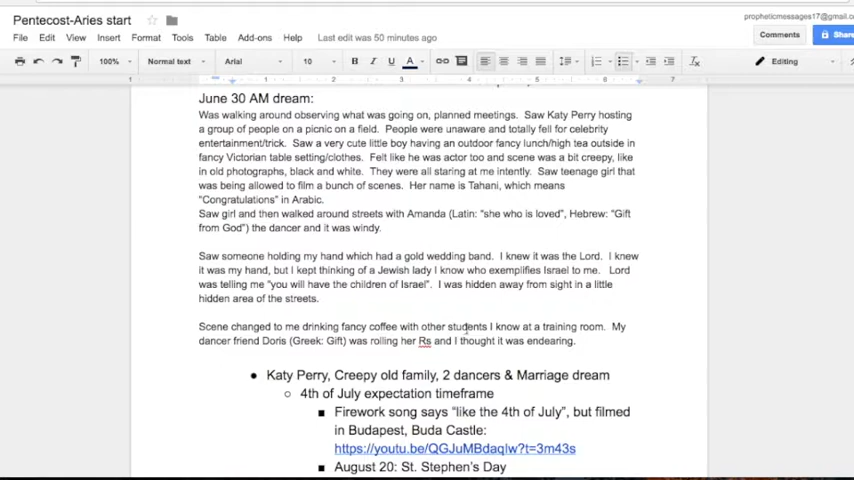 Pentecost-Aries start
propheticmessages17@gmail.c
File Edit View Insert Format Tools Table Add-ons Help Last edit was 50 minutes ago
Comments Share
100% Normal text Arial 10 B I U A Editing
1 1 2 3 4 5 6 7
June 30 AM dream:
Was walking around observing what was going on, planned meetings. Saw Katy Perry hosting
a group of people on a picnic on a field. People were unaware and totally fell for celebrity
entertainment/trick. Saw a very cute little boy having an outdoor fancy lunch/high tea outside in
fancy Victorian table setting/clothes. Felt like he was actor too and scene was a bit creepy, like
in old photographs, black and white. They were all staring at me intently. Saw teenage girl that
was being allowed to film a bunch of scenes. Her name is Tahani, which means
"Congratulations" in Arabic.
Saw girl and then walked around streets with Amanda (Latin: "she who is loved", Hebrew: "Gift
from God") the dancer and it was windy.
Saw someone holding my hand which had a gold wedding band. I knew it was the Lord. I knew
it was my hand, but I kept thinking of a Jewish lady I know who exemplifies Israel to me. Lord
was telling me "you will have the children of Israel". I was hidden away from sight in a little
hidden area of the streets.
Scene changed to me drinking fancy coffee with other students I know at a training room. My
dancer friend Doris (Greek: Gift) was rolling her Rs and I thought it was endearing.
● Katy Perry, Creepy old family, 2 dancers & Marriage dream
○ 4th of July expectation timeframe
■ Firework song says "like the 4th of July", but filmed
in Budapest, Buda Castle:
https://youtu.be/QGJuMBdaqIw?t=3m43s
■ August 20: St. Stephen's Day